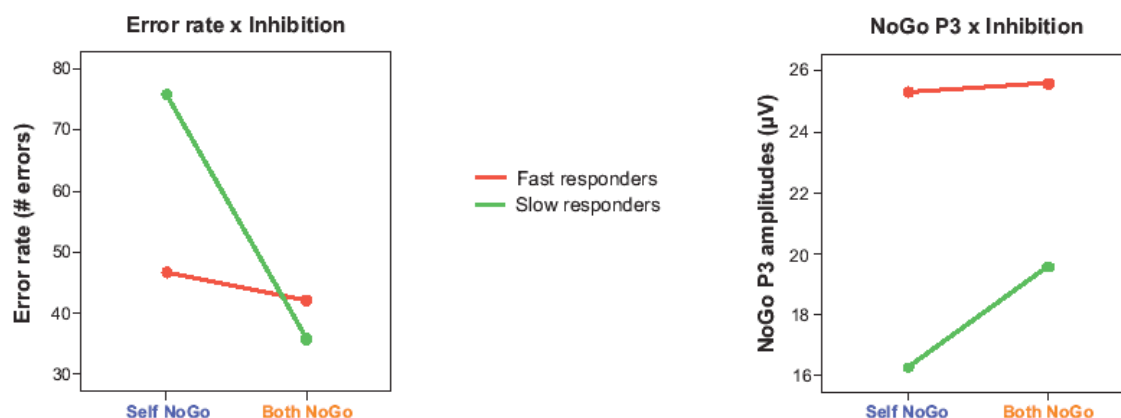 Error rate x Inhibition
Error rate (# errors)
80
70
60
50
40
30
Self NoGo
Both NoGo
Fast responders
Slow responders
NoGo P3 x Inhibition
NoGo P3 amplitudes (µV)
26
24
22
20
18
16
Self NoGo
Both NoGo